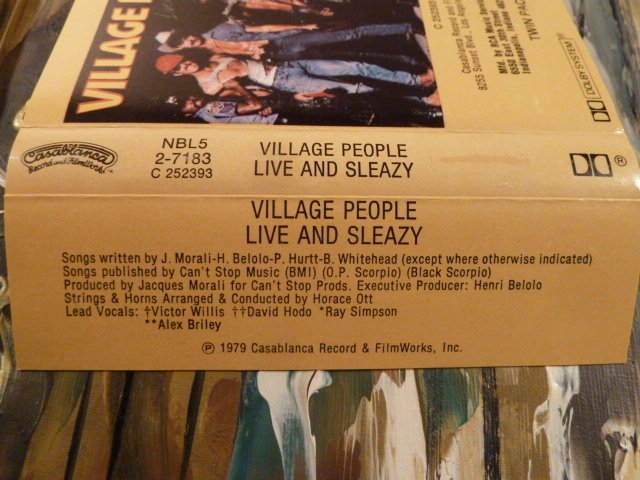 VILLAGE
C 252393
Casablanca Record and
8255 Sunset Blvd., Los
Mfd. by RCA Music
6550 East 30th Street
Indianapolis,
TWIN PAC
DOLBY SYSTEM
Casablanca
Record and FilmWorks
NBL5
2-7183
C 252393
VILLAGE PEOPLE
LIVE AND SLEAZY
VILLAGE PEOPLE
LIVE AND SLEAZY
Songs written by J. Morali-H. Belolo-P. Hurtt-B. Whitehead (except where otherwise indicated)
Songs published by Can't Stop Music (BMI) (O.P. Scorpio) (Black Scorpio)
Produced by Jacques Morali for Can't Stop Prods. Executive Producer: Henri Belolo
Strings & Horns Arranged & Conducted by Horace Ott
Lead Vocals: †Victor Willis ††David Hodo *Ray Simpson
**Alex Briley
℗ 1979 Casablanca Record & FilmWorks, Inc.